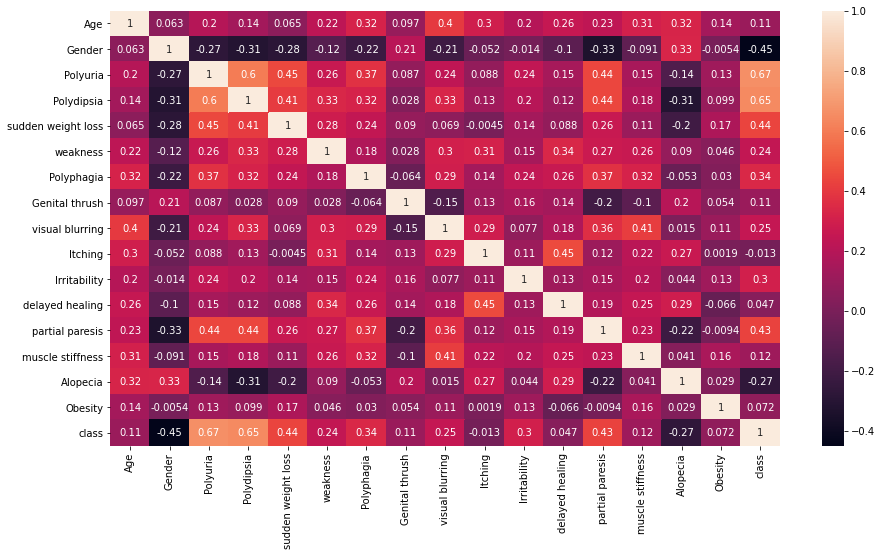 Age 1 0.063 0.2 0.14 0.065 0.22 0.32 0.097 0.4 0.3 0.2 0.26 0.23 0.31 0.32 0.14 0.11
Gender 0.063 1 -0.27 -0.31 -0.28 -0.12 -0.22 0.21 -0.21 -0.052 -0.014 -0.1 -0.33 -0.091 0.33 -0.0054 -0.45
Polyuria 0.2 -0.27 1 0.6 0.45 0.26 0.37 0.087 0.24 0.088 0.24 0.15 0.44 0.15 -0.14 0.13 0.67
Polydipsia 0.14 -0.31 0.6 1 0.41 0.33 0.32 0.028 0.33 0.13 0.2 0.12 0.44 0.18 -0.31 0.099 0.65
sudden weight loss 0.065 -0.28 0.45 0.41 1 0.28 0.24 0.09 0.069 -0.0045 0.14 0.088 0.26 0.11 -0.2 0.17 0.44
weakness 0.22 -0.12 0.26 0.33 0.28 1 0.18 0.028 0.3 0.31 0.15 0.34 0.27 0.26 0.09 0.046 0.24
Polyphagia 0.32 -0.22 0.37 0.32 0.24 0.18 1 -0.064 0.29 0.14 0.24 0.26 0.37 0.32 -0.053 0.03 0.34
Genital thrush 0.097 0.21 0.087 0.028 0.09 0.028 -0.064 1 -0.15 0.13 0.16 0.14 -0.2 -0.1 0.2 0.054 0.11
visual blurring 0.4 -0.21 0.24 0.33 0.069 0.3 0.29 -0.15 1 0.29 0.077 0.18 0.36 0.41 0.015 0.11 0.25
Itching 0.3 -0.052 0.088 0.13 -0.0045 0.31 0.14 0.13 0.29 1 0.11 0.45 0.12 0.22 0.27 0.0019 -0.013
Irritability 0.2 -0.014 0.24 0.2 0.14 0.15 0.24 0.16 0.077 0.11 1 0.13 0.15 0.2 0.044 0.13 0.3
delayed healing 0.26 -0.1 0.15 0.12 0.088 0.34 0.26 0.14 0.18 0.45 0.13 1 0.19 0.25 0.29 -0.066 0.047
partial paresis 0.23 -0.33 0.44 0.44 0.26 0.27 0.37 -0.2 0.36 0.12 0.15 0.19 1 0.23 -0.22 -0.0094 0.43
muscle stiffness 0.31 -0.091 0.15 0.18 0.11 0.26 0.32 -0.1 0.41 0.22 0.2 0.25 0.23 1 0.041 0.16 0.12
Alopecia 0.32 0.33 -0.14 -0.31 -0.2 0.09 -0.053 0.2 0.015 0.27 0.044 0.29 -0.22 0.041 1 0.029 -0.27
Obesity 0.14 -0.0054 0.13 0.099 0.17 0.046 0.03 0.054 0.11 0.0019 0.13 -0.066 -0.0094 0.16 0.029 1 0.072
class 0.11 -0.45 0.67 0.65 0.44 0.24 0.34 0.11 0.25 -0.013 0.3 0.047 0.43 0.12 -0.27 0.072 1
Age
Gender
Polyuria
Polydipsia
sudden weight loss
weakness
Polyphagia
Genital thrush
visual blurring
Itching
Irritability
delayed healing
partial paresis
muscle stiffness
Alopecia
Obesity
class
1.0
0.8
0.6
0.4
0.2
0.0
-0.2
-0.4